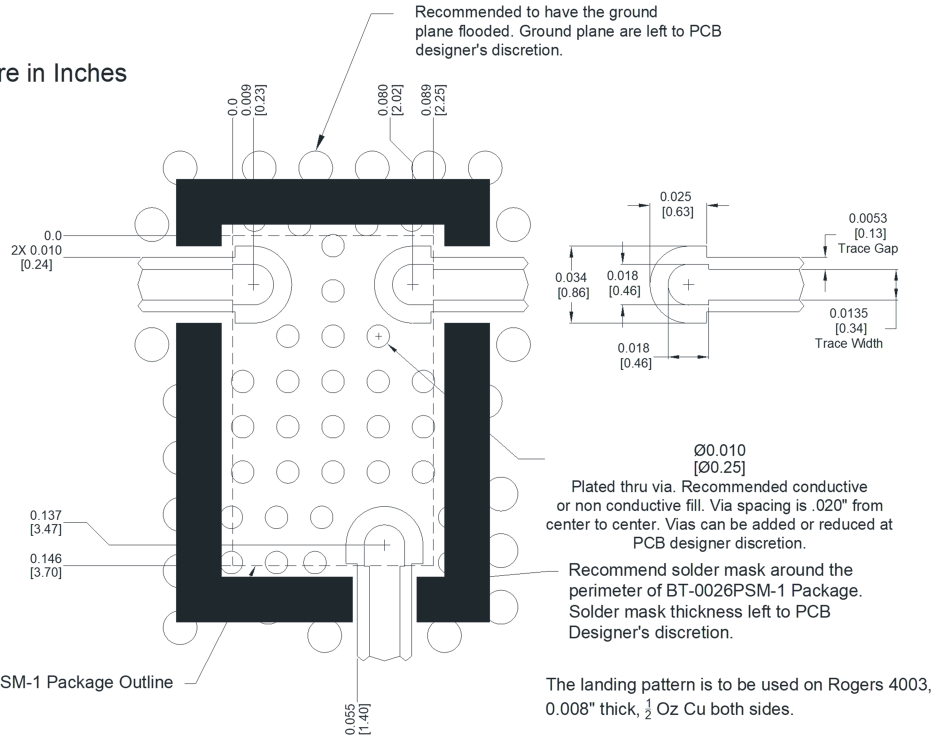 Recommended to have the ground
plane flooded. Ground plane are left to PCB
designer's discretion.
re in Inches
0.0
0.009
[0.23]
0.080
[2.02]
0.089
[2.25]
0.0
2X 0.010
[0.24]
0.025
[0.63]
0.0053
[0.13]
Trace Gap
0.034
[0.86]
0.018
[0.46]
0.0135
[0.34]
Trace Width
0.018
[0.46]
Ø0.010
[Ø0.25]
Plated thru via. Recommended conductive
or non conductive fill. Via spacing is .020" from
center to center. Vias can be added or reduced at
PCB designer discretion.
0.137
[3.47]
0.146
[3.70]
Recommend solder mask around the
perimeter of BT-0026PSM-1 Package.
Solder mask thickness left to PCB
Designer's discretion.
SM-1 Package Outline
0.055
[1.40]
The landing pattern is to be used on Rogers 4003,
0.008" thick, ½ Oz Cu both sides.